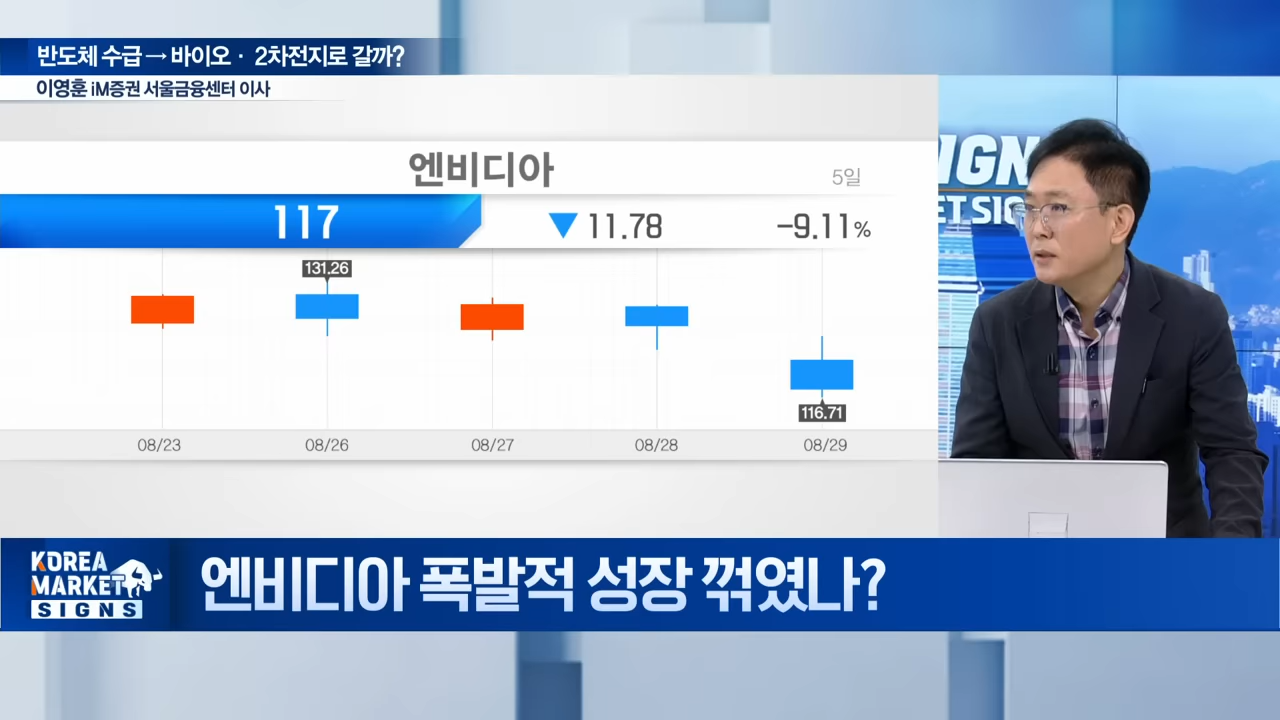 반도체 수급→바이오· 2차전지로 갈까?
이영훈 iM증권 서울금융센터 이사
엔비디아
5일
117 ▼ 11.78 -9.11%
131.26
116.71
08/23 08/26 08/27 08/28 08/29
IGN
ET SIG
KOREA
MARKET
SIGNS
엔비디아 폭발적 성장 꺾였나?